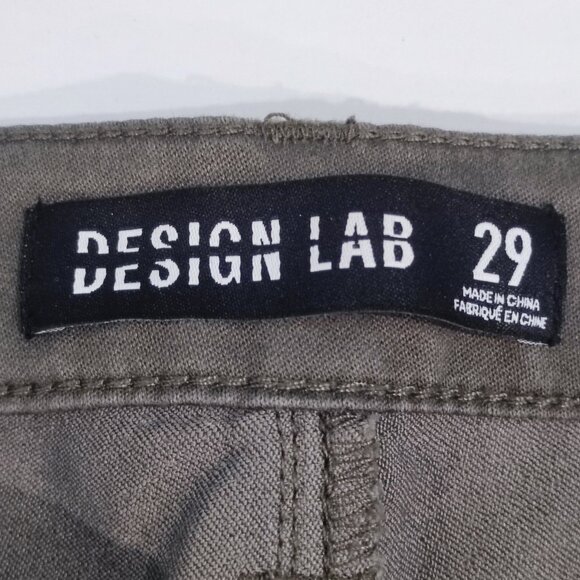 DESIGN LAB
29
MADE IN CHINA
FABRIQUÉ EN CHINE